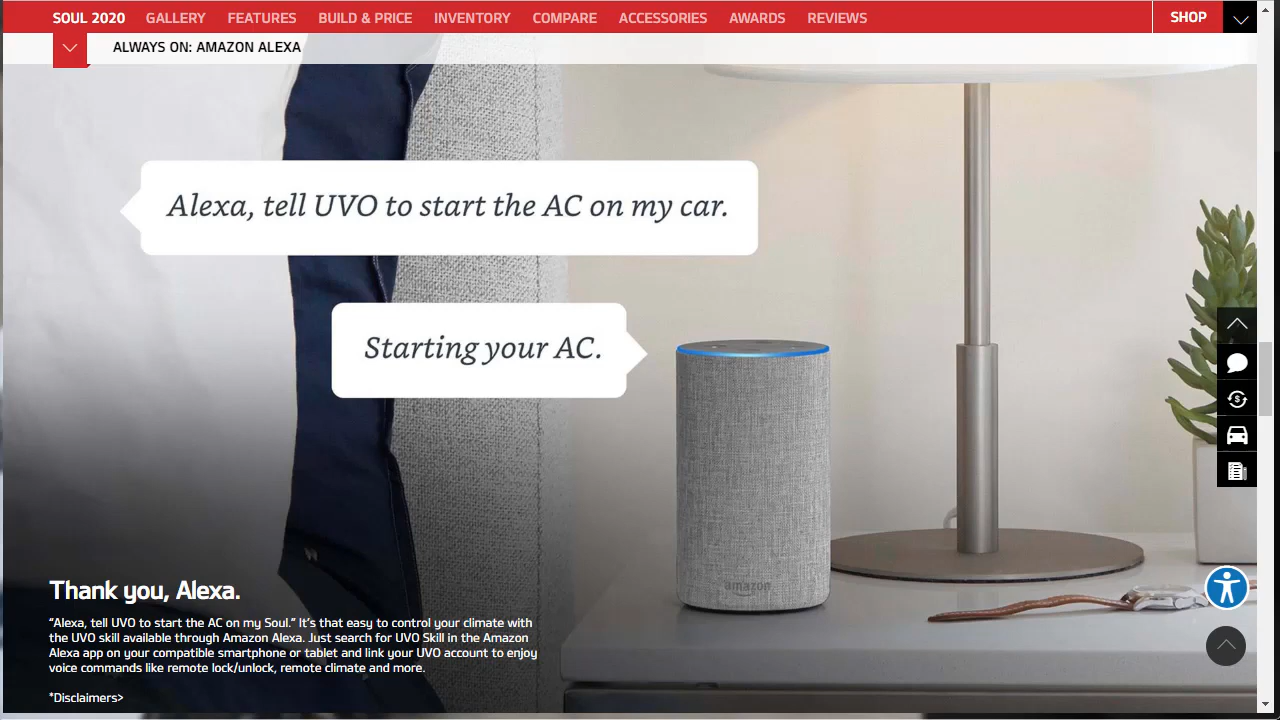 SOUL 2020 GALLERY FEATURES BUILD & PRICE INVENTORY COMPARE ACCESSORIES AWARDS REVIEWS SHOP
ALWAYS ON: AMAZON ALEXA
Alexa, tell UVO to start the AC on my car.
Starting your AC.
amazon
Thank you, Alexa.
“Alexa, tell UVO to start the AC on my Soul.” It’s that easy to control your climate with
the UVO skill available through Amazon Alexa. Just search for UVO Skill in the Amazon
Alexa app on your compatible smartphone or tablet and link your UVO account to enjoy
voice commands like remote lock/unlock, remote climate and more.
*Disclaimers>